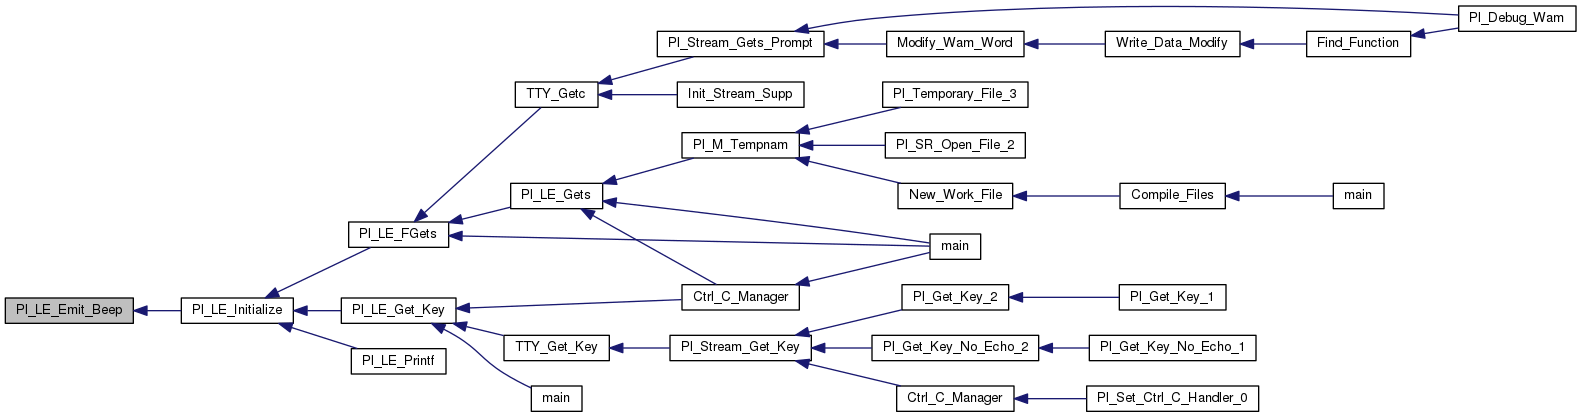 Pl_Debug_Wam
Pl_Stream_Gets_Prompt
Modify_Wam_Word
Write_Data_Modify
Find_Function
TTY_Getc
Init_Stream_Supp
Pl_Temporary_File_3
Pl_M_Tempnam
Pl_SR_Open_File_2
Pl_LE_Gets
New_Work_File
Compile_Files
main
Pl_LE_FGets
main
Pl_LE_Emit_Beep
Pl_LE_Initialize
Pl_LE_Get_Key
Ctrl_C_Manager
Pl_Get_Key_2
Pl_Get_Key_1
Pl_LE_Printf
TTY_Get_Key
Pl_Stream_Get_Key
Pl_Get_Key_No_Echo_2
Pl_Get_Key_No_Echo_1
main
Ctrl_C_Manager
Pl_Set_Ctrl_C_Handler_0